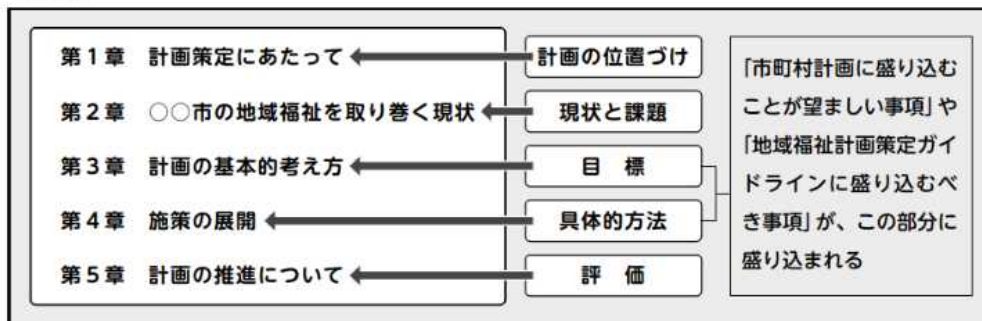 第1章　計画策定にあたって
計画の位置づけ
第2章　○○市の地域福祉を取り巻く現状
現状と課題
第3章　計画の基本的考え方
目　標
第4章　施策の展開
具体的方法
第5章　計画の推進について
評　価
「市町村計画に盛り込む
ことが望ましい事項」や
「地域福祉計画策定ガイ
ドラインに盛り込むべ
き事項」が、この部分に
盛り込まれる